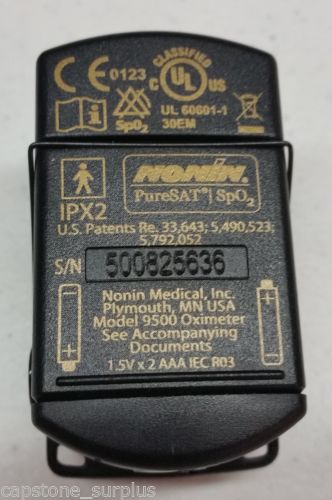 CLASSIFIED
CE 0123 C UL US
UL 60601-1
SpO2 30EM
NONIN®
PureSAT® | SpO2
IPX2
U.S. Patents Re. 33,643; 5,490,523;
5,792,052
S/N 500825636
Nonin Medical, Inc.
Plymouth, MN USA
Model 9500 Oximeter
See Accompanying
Documents
1.5V x 2 AAA IEC R03
capstone_surplus